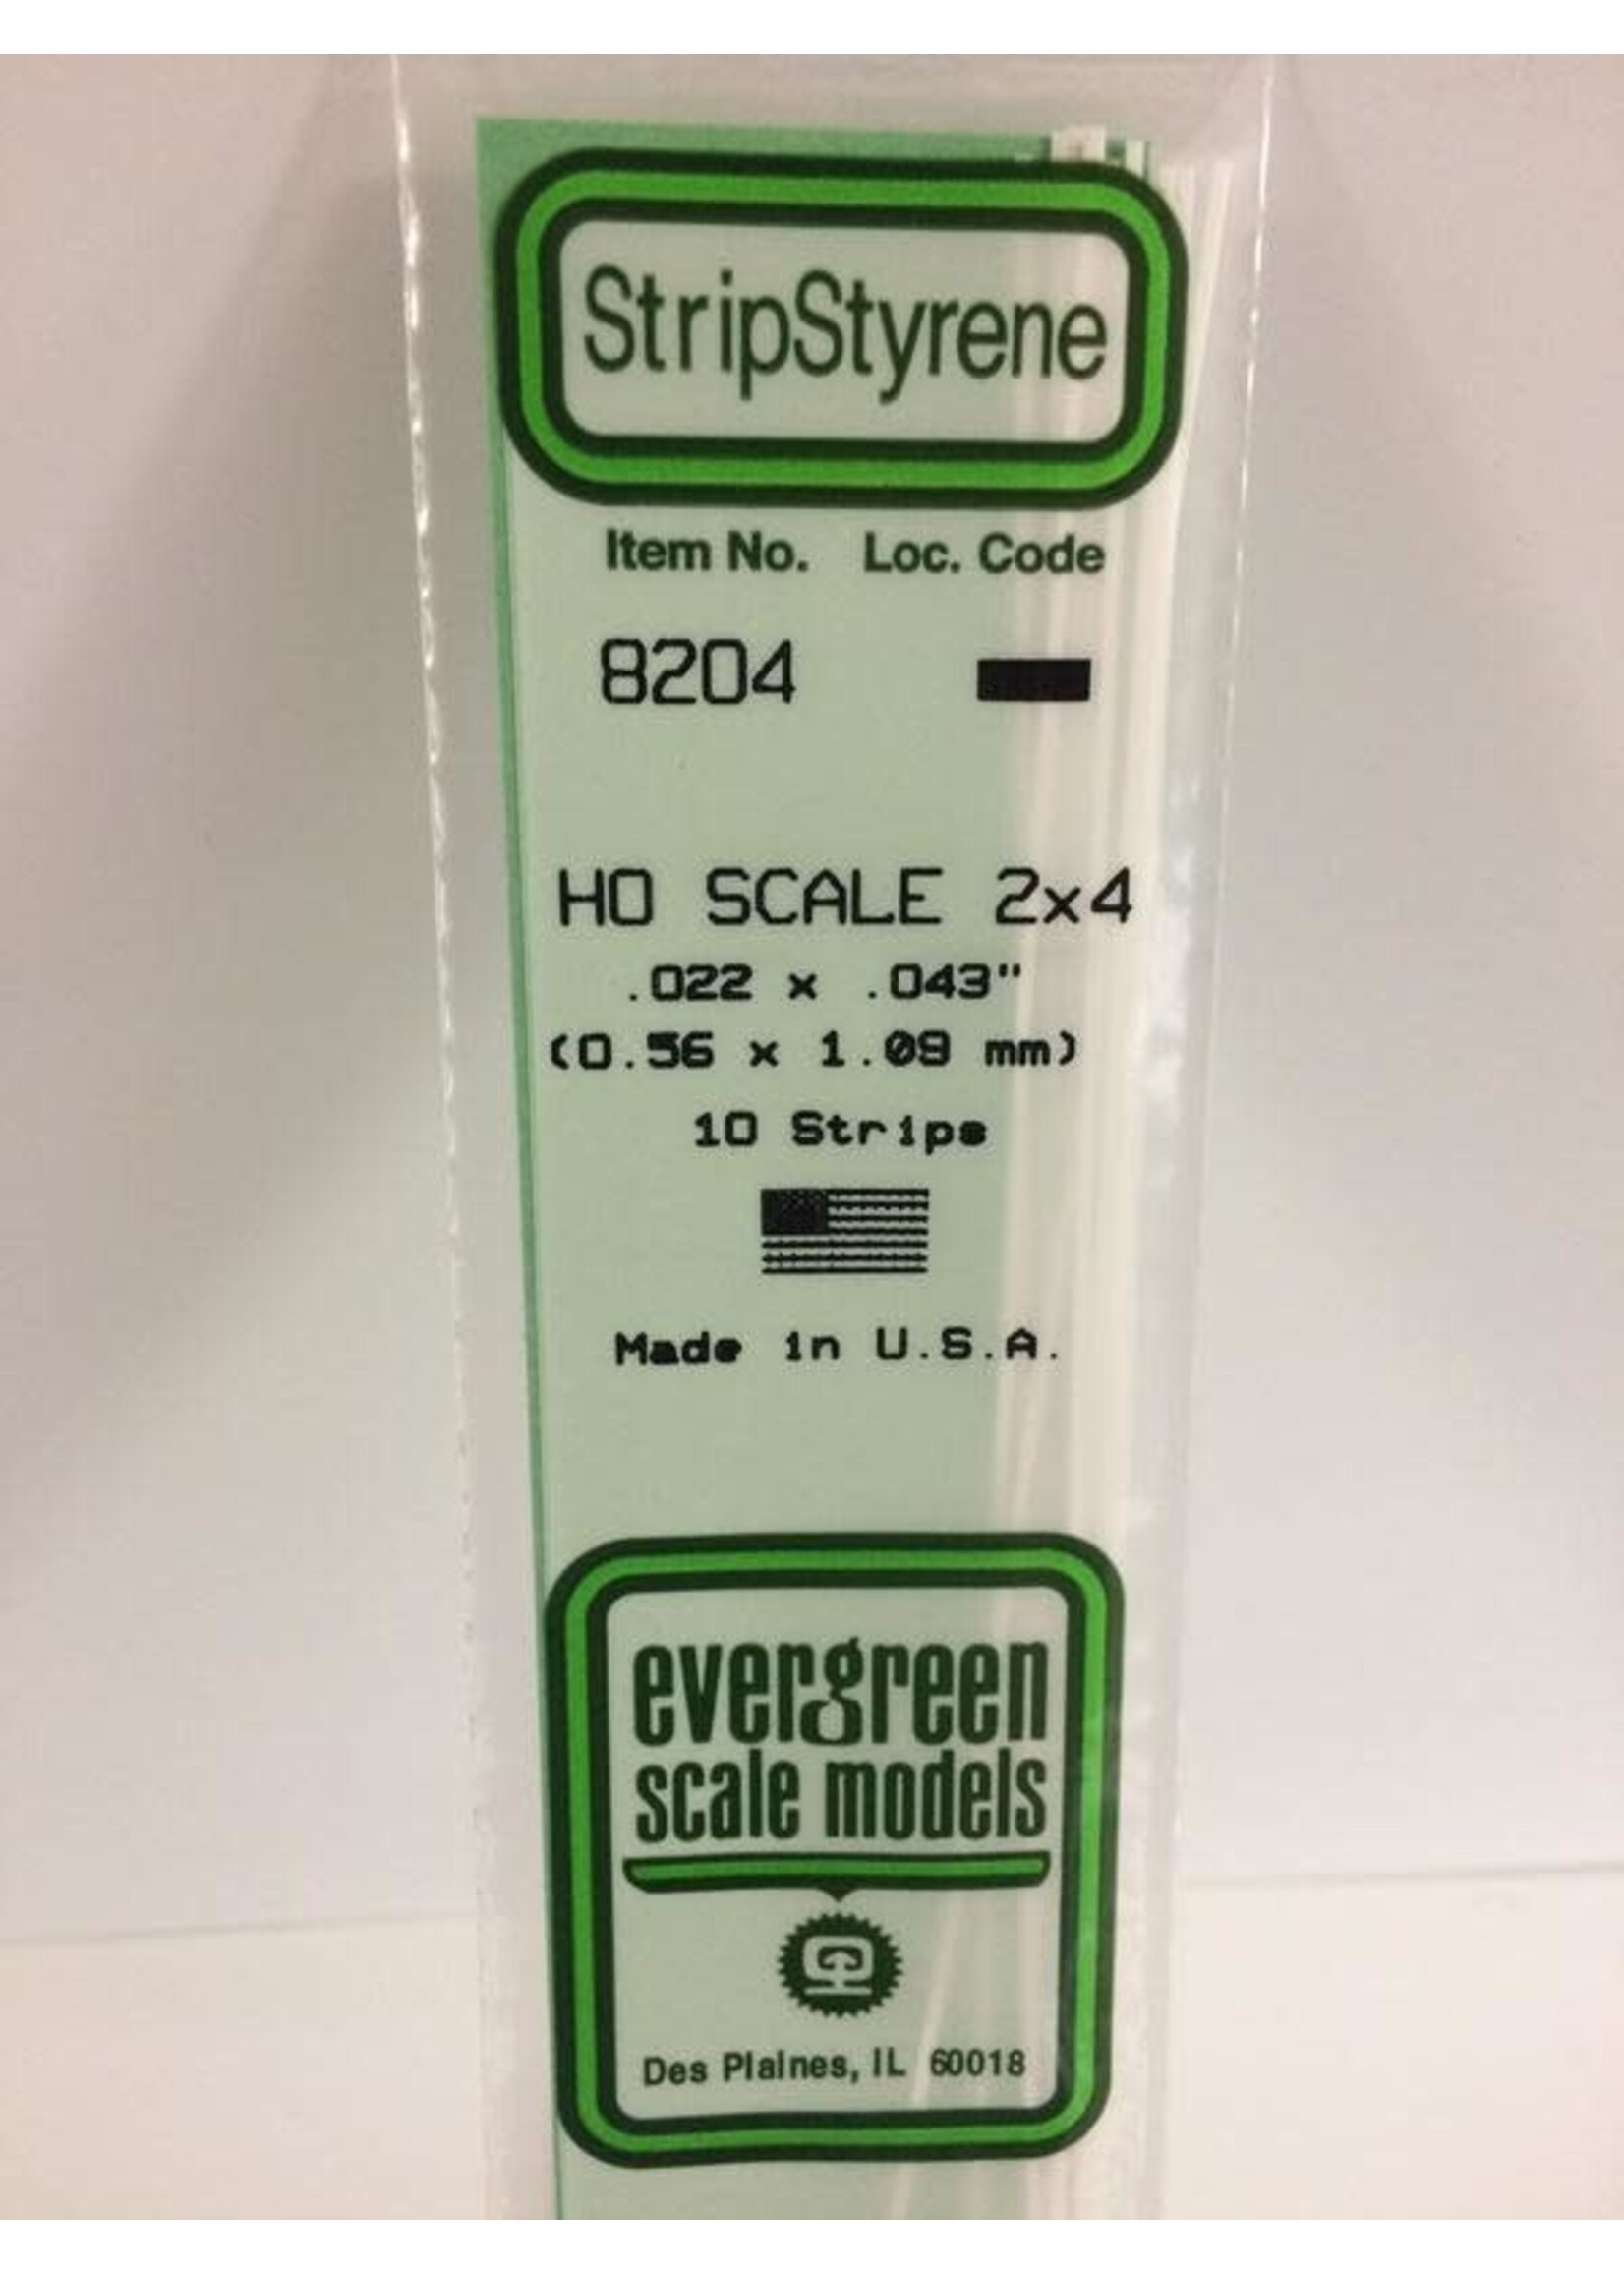 StripStyrene
Item No. Loc. Code
8204
HO SCALE 2x4
.022 x .043"
(0.56 x 1.09 mm)
10 Strips
Made in U.S.A.
evergreen
scale models
Des Plaines, IL 60018